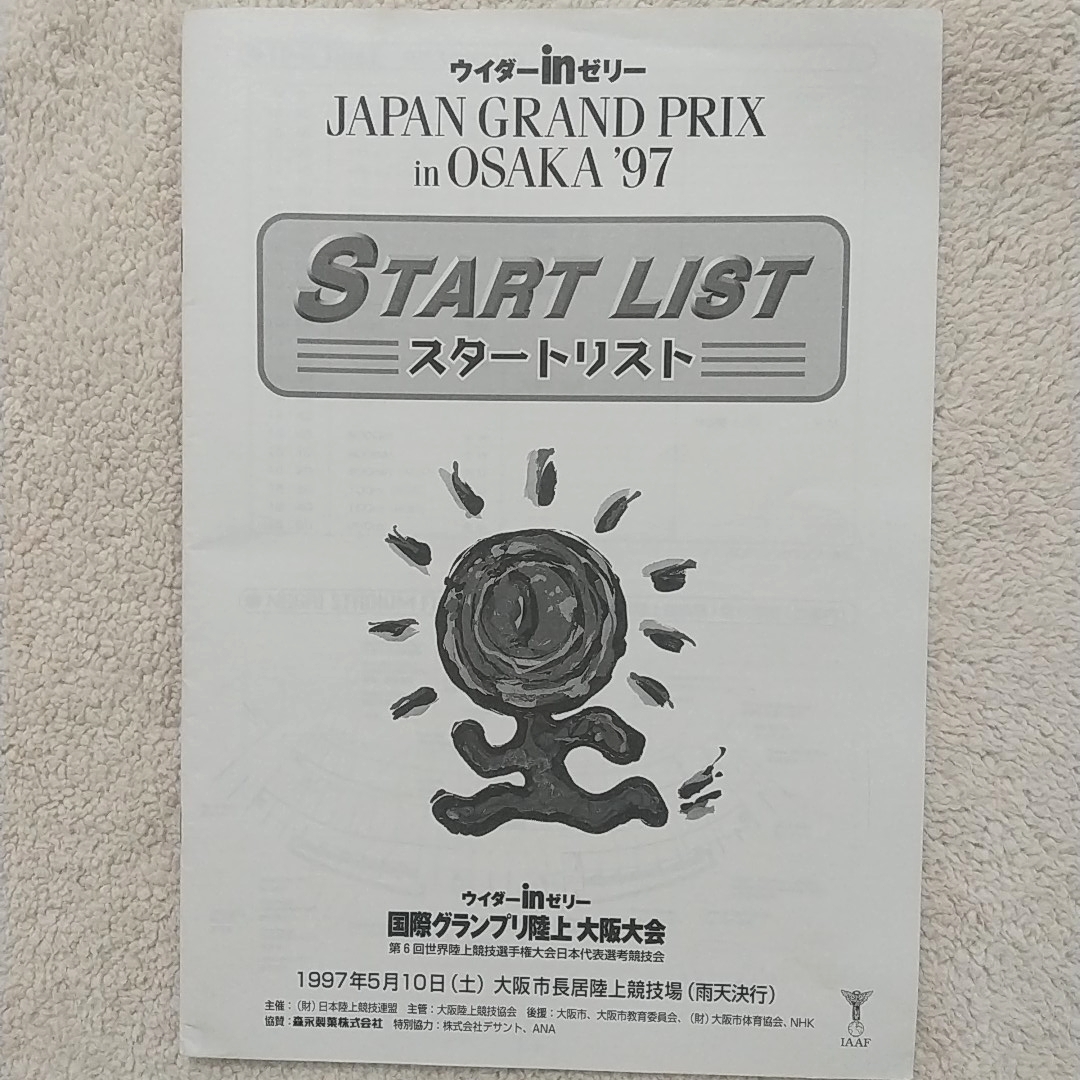 ウイダーinゼリー
JAPAN GRAND PRIX
in OSAKA '97
START LIST
スタートリスト
ウイダーinゼリー
国際グランプリ陸上 大阪大会
第6回世界陸上競技選手権大会日本代表選考競技会
1997年5月10日(土) 大阪市長居陸上競技場(雨天決行)
主催:(財)日本陸上競技連盟 主管:大阪陸上競技協会 後援:大阪市、大阪市教育委員会、(財)大阪市体育協会、NHK
協賛:森永製菓株式会社 特別協力:株式会社デサント、ANA
IAAF